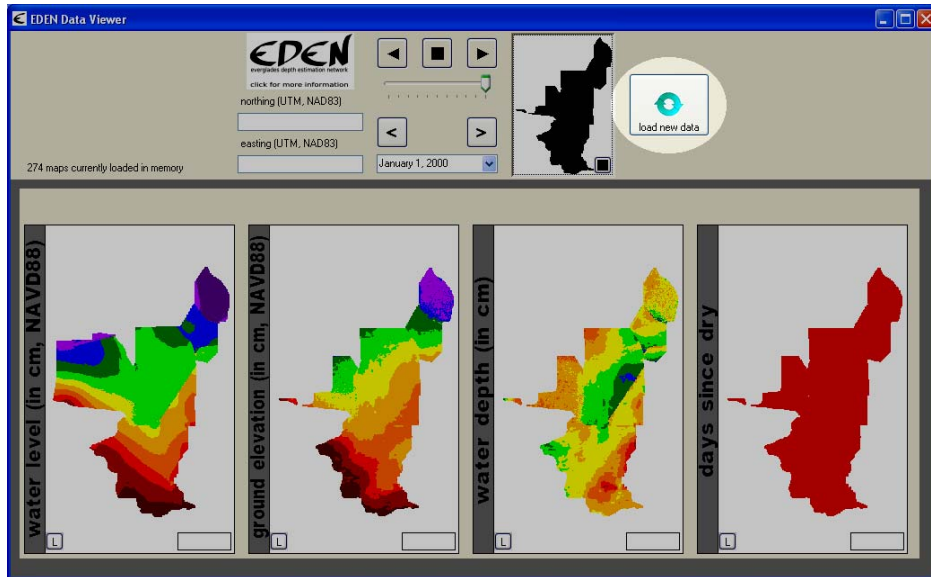 EDEN Data Viewer
EDEN
everglades depth estimation network
click for more information
northing (UTM, NAD83)
easting (UTM, NAD83)
<
>
January 1, 2000
load new data
274 maps currently loaded in memory
water level (in cm, NAVD88)
L
ground elevation (in cm, NAVD88)
L
water depth (in cm)
L
days since dry
L